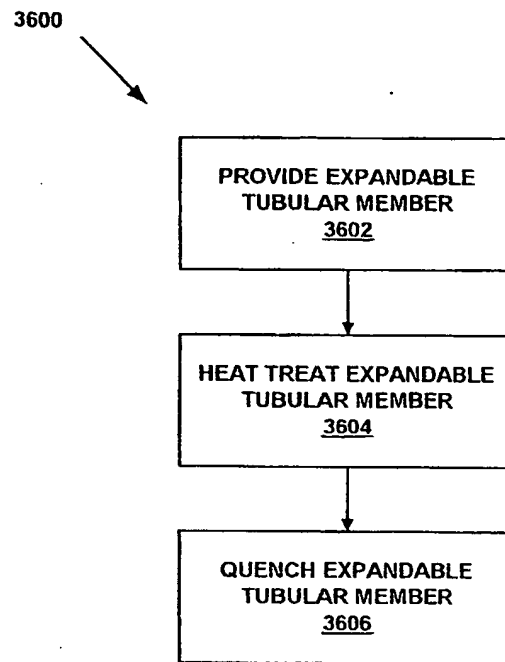 3600
PROVIDE EXPANDABLE
TUBULAR MEMBER
3602
HEAT TREAT EXPANDABLE
TUBULAR MEMBER
3604
QUENCH EXPANDABLE
TUBULAR MEMBER
3606